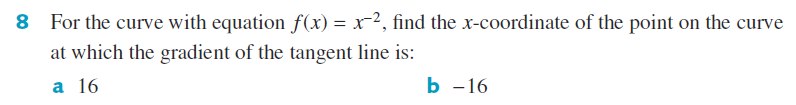 8 For the curve with equation f(x) = x⁻², find the x-coordinate of the point on the curve
at which the gradient of the tangent line is:
a 16 b −16